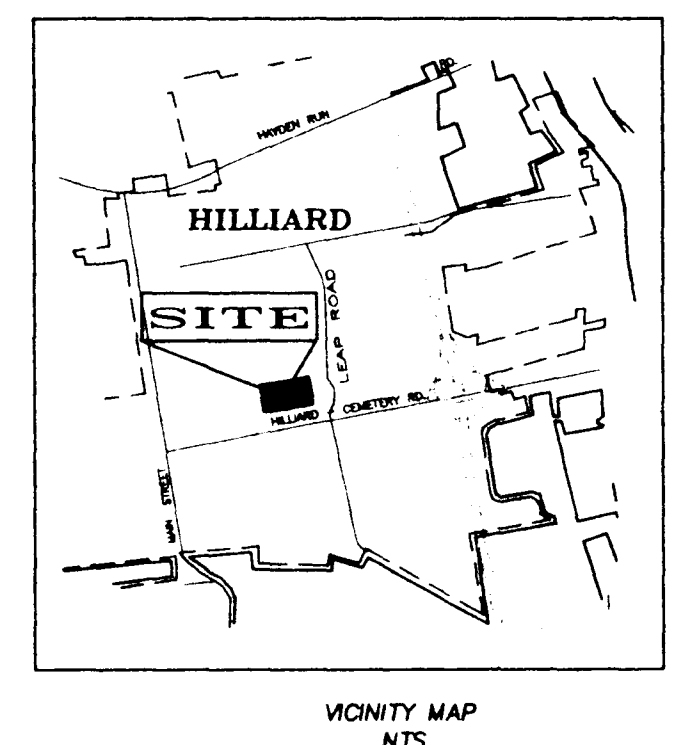 RD.
HAYDEN RUN
HILLIARD
SITE
LEAP ROAD
HILLIARD CEMETERY RD.
MAIN STREET
VICINITY MAP
NTS